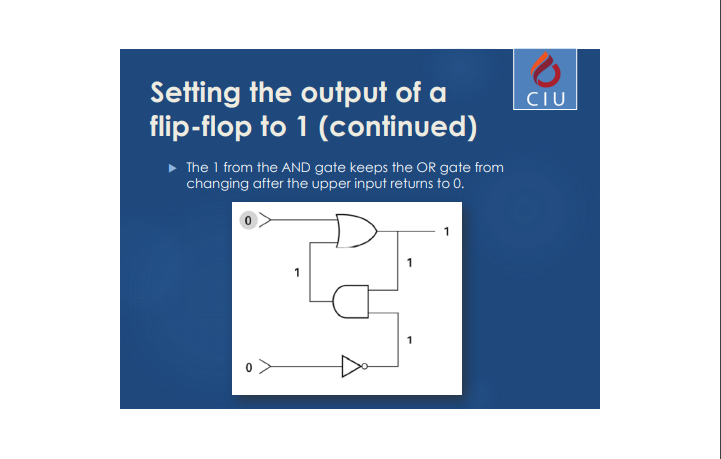 Setting the output of a
flip-flop to 1 (continued)
CIU
The 1 from the AND gate keeps the OR gate from
changing after the upper input returns to 0.
0
1
1
1
1
0